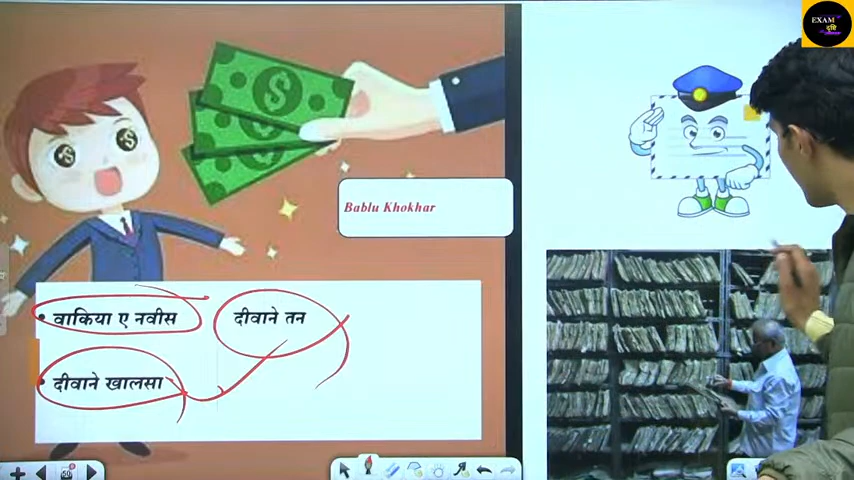 EXAM
दृष्टि
Bablu Khokhar
वाकिया ए नवीस
दीवाने तन
दीवाने खालसा